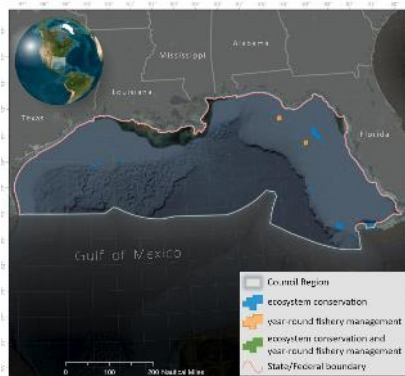 Mississippi
Alabama
Louisiana
Texas
Florida
Gulf of Mexico
Council Region
ecosystem conservation
year-round fishery management
ecosystem conservation and
year-round fishery management
State/Federal boundary
0 50 100 200 Nautical Miles